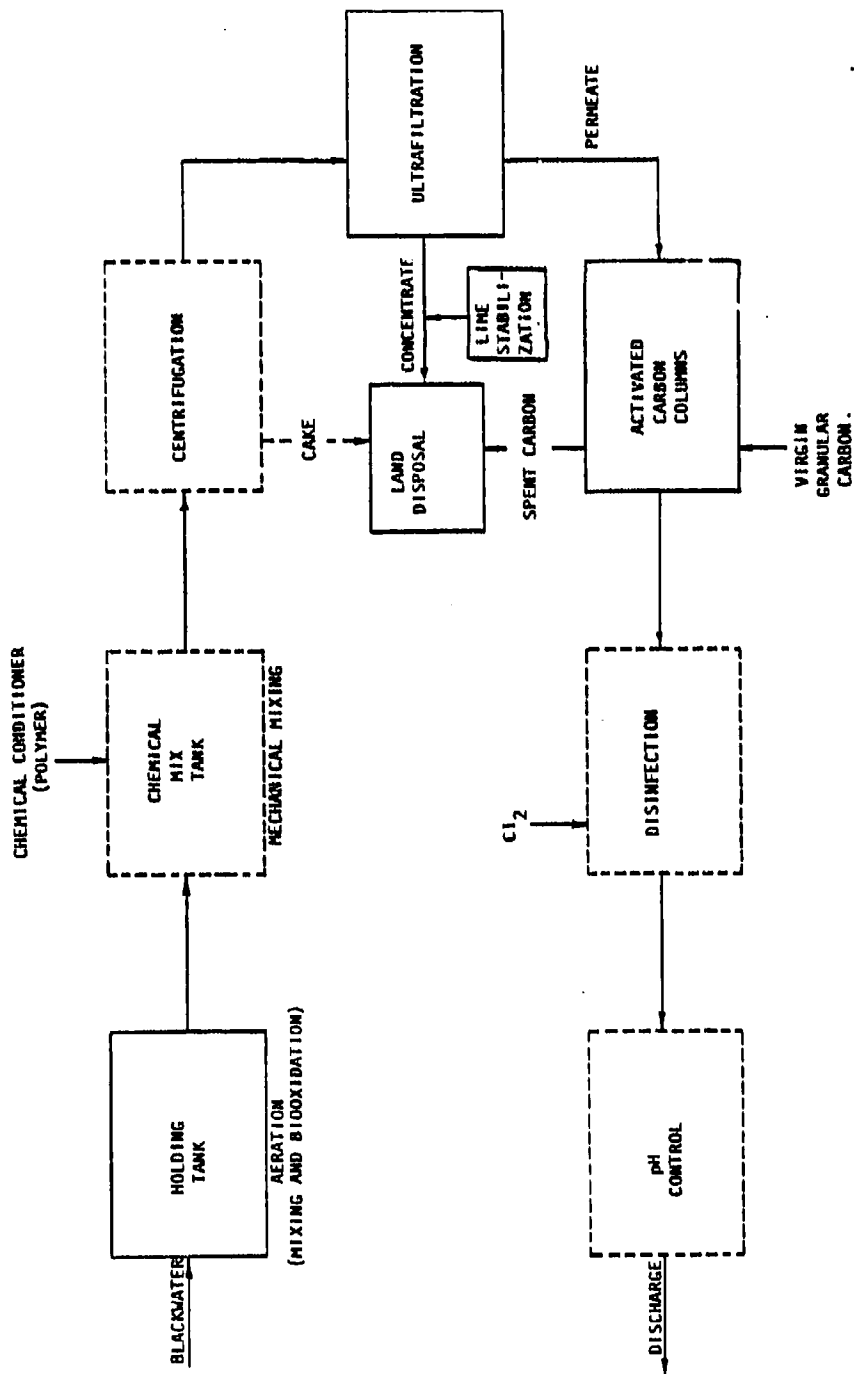 BLACKWATER
HOLDING
TANK
AERATION
(MIXING AND BIOOXIDATION)
CHEMICAL CONDITIONER
(POLYMER)
CHEMICAL
MIX
TANK
MECHANICAL MIXING
CENTRIFUGATION
CAKE
ULTRAFILTRATION
CONCENTRATE
LIME
STABILI-
ZATION
LAND
DISPOSAL
PERMEATE
SPENT CARBON
ACTIVATED
CARBON
COLUMNS
VIRGIN
GRANULAR
CARBON.
Cl2
DISINFECTION
pH
CONTROL
DISCHARGE